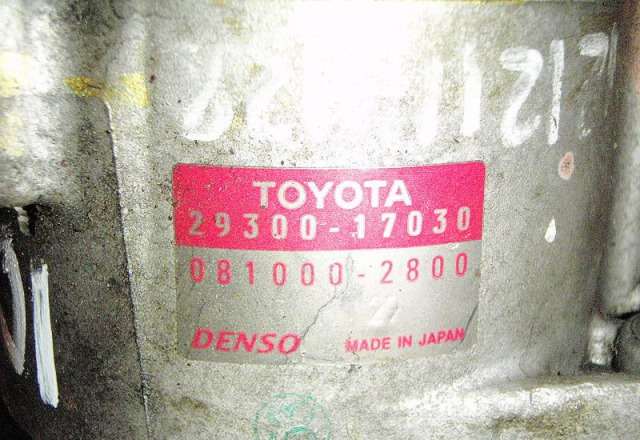 TOYOTA
29300-17030
081000-2800
DENSO MADE IN JAPAN